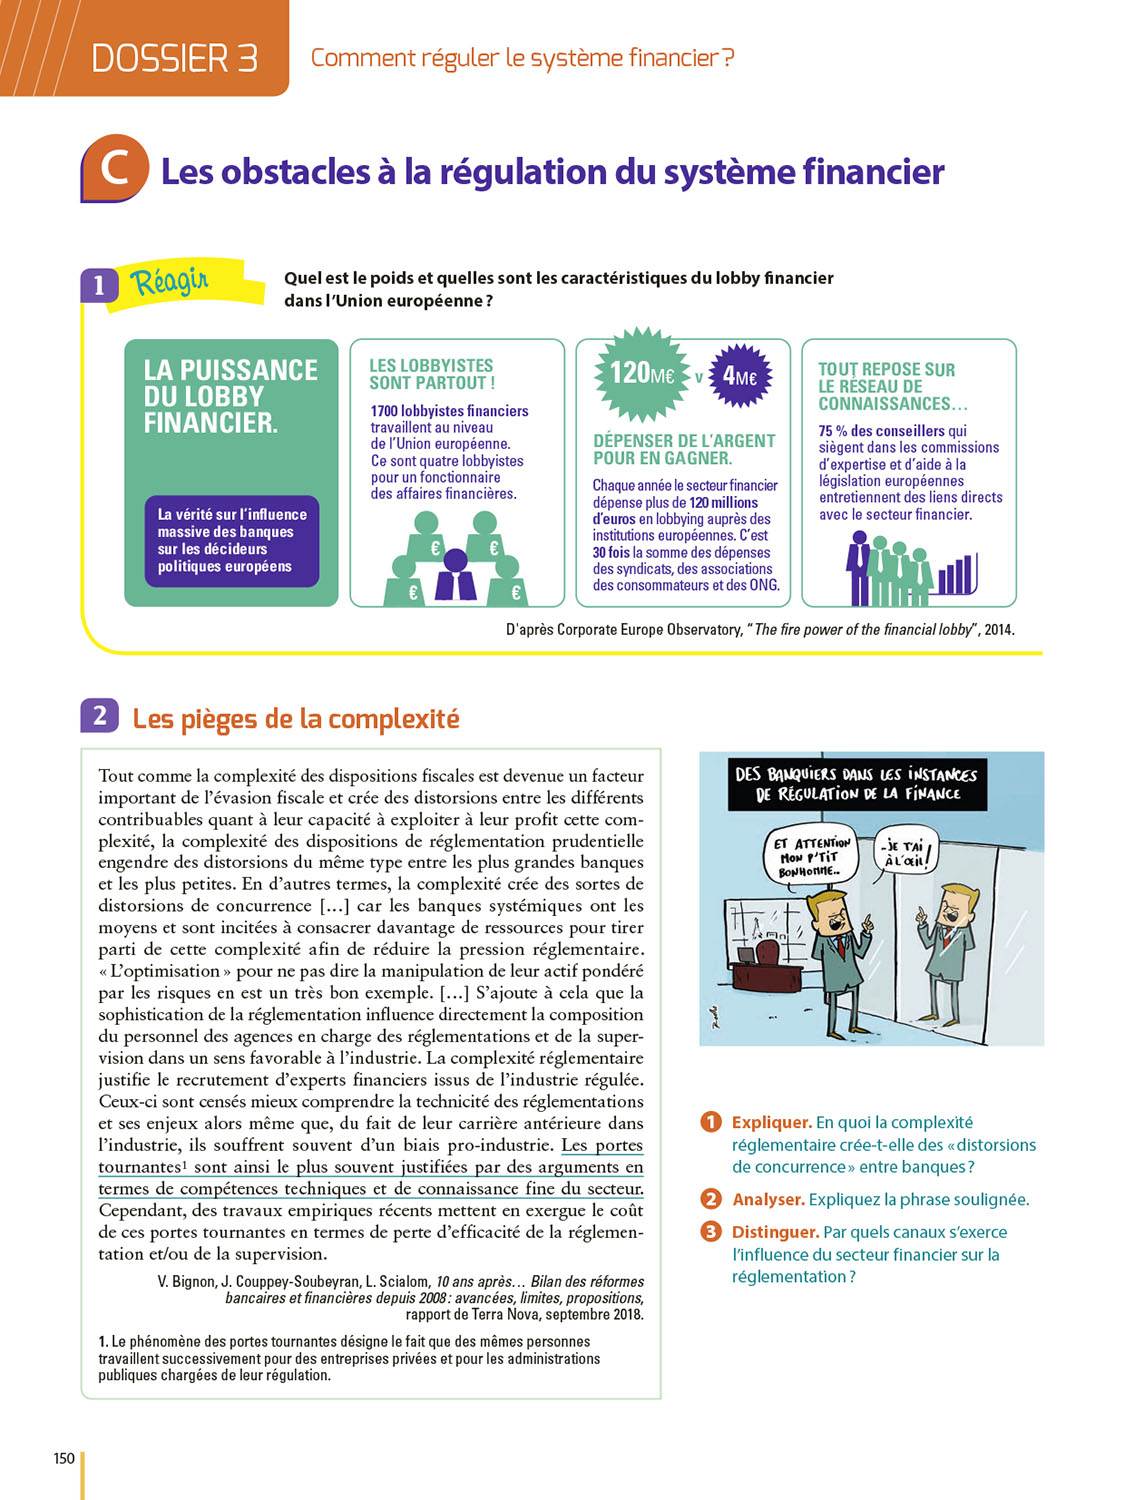 DOSSIER 3
Comment réguler le système financier ?
C
Les obstacles à la régulation du système financier
1
Réagir
Quel est le poids et quelles sont les caractéristiques du lobby financier
dans l'Union européenne ?
LA PUISSANCE
DU LOBBY
FINANCIER.
La vérité sur l'influence
massive des banques
sur les décideurs
politiques européens
LES LOBBYISTES
SONT PARTOUT !
1700 lobbyistes financiers
travaillent au niveau
de l'Union européenne.
Ce sont quatre lobbyistes
pour un fonctionnaire
des affaires financières.
€
€
€
€
120M€ v 4M€
DÉPENSER DE L'ARGENT
POUR EN GAGNER.
Chaque année le secteur financier
dépense plus de 120 millions
d'euros en lobbying auprès des
institutions européennes. C'est
30 fois la somme des dépenses
des syndicats, des associations
des consommateurs et des ONG.
TOUT REPOSE SUR
LE RÉSEAU DE
CONNAISSANCES…
75 % des conseillers qui
siègent dans les commissions
d'expertise et d'aide à la
législation européennes
entretiennent des liens directs
avec le secteur financier.
D'après Corporate Europe Observatory, "The fire power of the financial lobby", 2014.
2
Les pièges de la complexité
Tout comme la complexité des dispositions fiscales est devenue un facteur
important de l'évasion fiscale et crée des distorsions entre les différents
contribuables quant à leur capacité à exploiter à leur profit cette com-
plexité, la complexité des dispositions de réglementation prudentielle
engendre des distorsions du même type entre les plus grandes banques
et les plus petites. En d'autres termes, la complexité crée des sortes de
distorsions de concurrence […] car les banques systémiques ont les
moyens et sont incitées à consacrer davantage de ressources pour tirer
parti de cette complexité afin de réduire la pression réglementaire.
« L'optimisation » pour ne pas dire la manipulation de leur actif pondéré
par les risques en est un très bon exemple. […] S'ajoute à cela que la
sophistication de la réglementation influence directement la composition
du personnel des agences en charge des réglementations et de la super-
vision dans un sens favorable à l'industrie. La complexité réglementaire
justifie le recrutement d'experts financiers issus de l'industrie régulée.
Ceux-ci sont censés mieux comprendre la technicité des réglementations
et ses enjeux alors même que, du fait de leur carrière antérieure dans
l'industrie, ils souffrent souvent d'un biais pro-industrie. Les portes
tournantes¹ sont ainsi le plus souvent justifiées par des arguments en
termes de compétences techniques et de connaissance fine du secteur.
Cependant, des travaux empiriques récents mettent en exergue le coût
de ces portes tournantes en termes de perte d'efficacité de la réglemen-
tation et/ou de la supervision.
V. Bignon, J. Couppey-Soubeyran, L. Scialom, 10 ans après… Bilan des réformes
bancaires et financières depuis 2008 : avancées, limites, propositions,
rapport de Terra Nova, septembre 2018.
1. Le phénomène des portes tournantes désigne le fait que des mêmes personnes
travaillent successivement pour des entreprises privées et pour les administrations
publiques chargées de leur régulation.
DES BANQUIERS DANS LES INSTANCES
DE RÉGULATION DE LA FINANCE
ET ATTENTION
MON P'TIT
BONHOMME..
..JE T'AI
À L'ŒIL!
1 Expliquer. En quoi la complexité
réglementaire crée-t-elle des « distorsions
de concurrence » entre banques ?
2 Analyser. Expliquez la phrase soulignée.
3 Distinguer. Par quels canaux s'exerce
l'influence du secteur financier sur la
réglementation ?
150